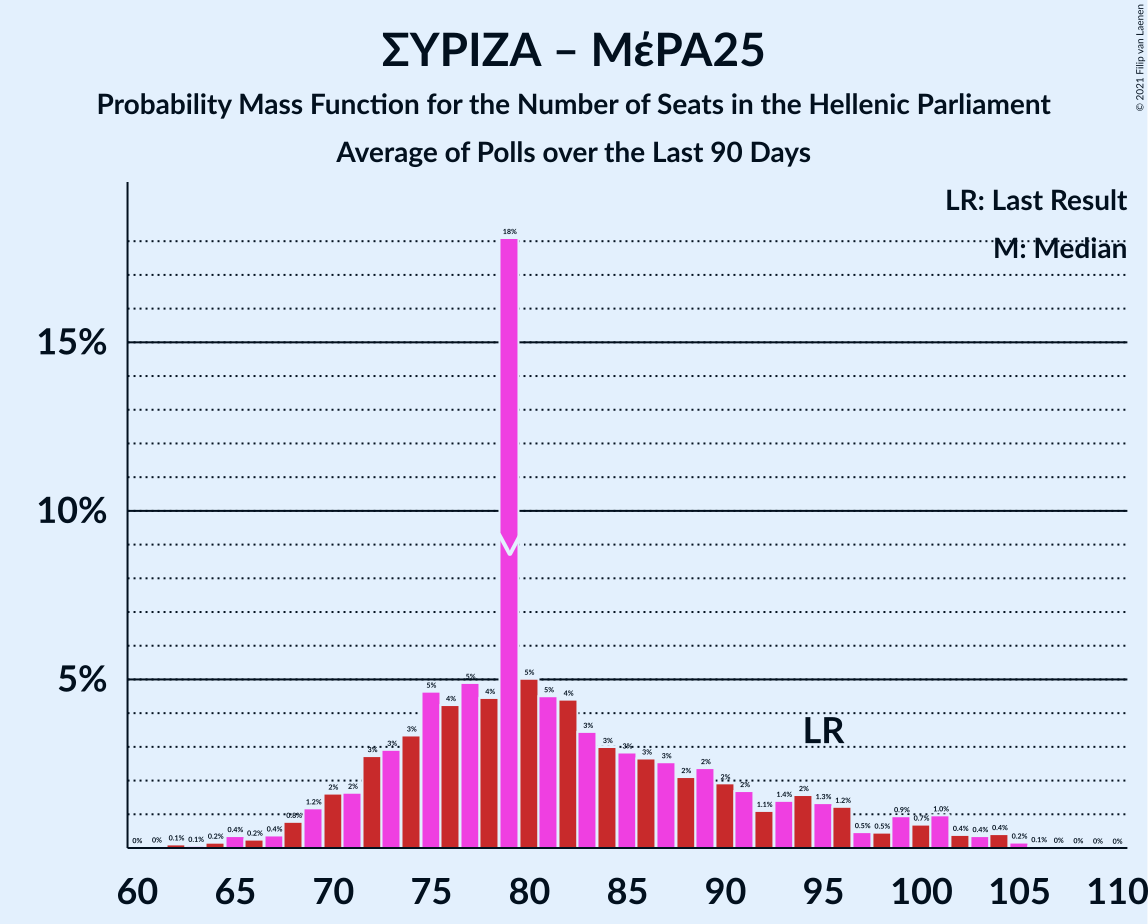 ΣΥΡΙΖΑ – ΜέΡΑ25
Probability Mass Function for the Number of Seats in the Hellenic Parliament
Average of Polls over the Last 90 Days
© 2021 Filip van Laenen
LR: Last Result
M: Median
15%
10%
5%
0% 0% 0.1% 0.1% 0.2% 0.4% 0.2% 0.4% 0.8% 1.2% 2% 2% 3% 3% 3% 5% 4% 5% 4% 18% 5% 5% 4% 3% 3% 3% 3% 3% 2% 2% 2% 2% 1.1% 1.4% 2% 1.3% 1.2% 0.5% 0.5% 0.9% 0.7% 1.0% 0.4% 0.4% 0.4% 0.2% 0.1% 0% 0% 0% 0%
LR
60 65 70 75 80 85 90 95 100 105 110